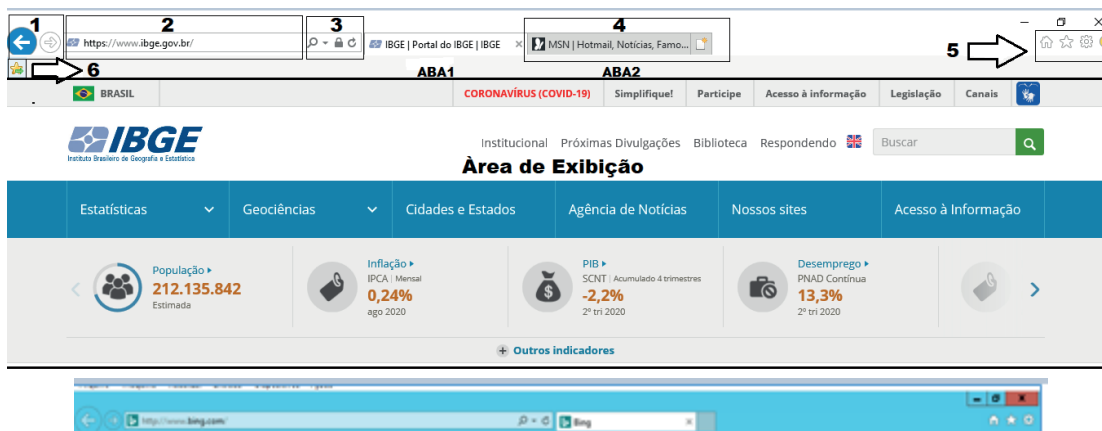 1
2
3
4
https://www.ibge.gov.br/
IBGE | Portal do IBGE | IBGE
MSN | Hotmail, Notícias, Famo...
5
6
ABA1
ABA2
BRASIL
CORONAVÍRUS (COVID-19)
Simplifique!
Participe
Acesso à informação
Legislação
Canais
IBGE
Instituto Brasileiro de Geografia e Estatística
Institucional
Próximas Divulgações
Biblioteca
Respondendo
Buscar
Àrea de Exibição
Estatísticas
Geociências
Cidades e Estados
Agência de Notícias
Nossos sites
Acesso à Informação
População
212.135.842
Estimada
Inflação
IPCA | Mensal
0,24%
ago 2020
PIB
SCNT | Acumulado 4 trimestres
-2,2%
2º tri 2020
Desemprego
PNAD Contínua
13,3%
2º tri 2020
Outros indicadores
http://www.bing.com/
Bing